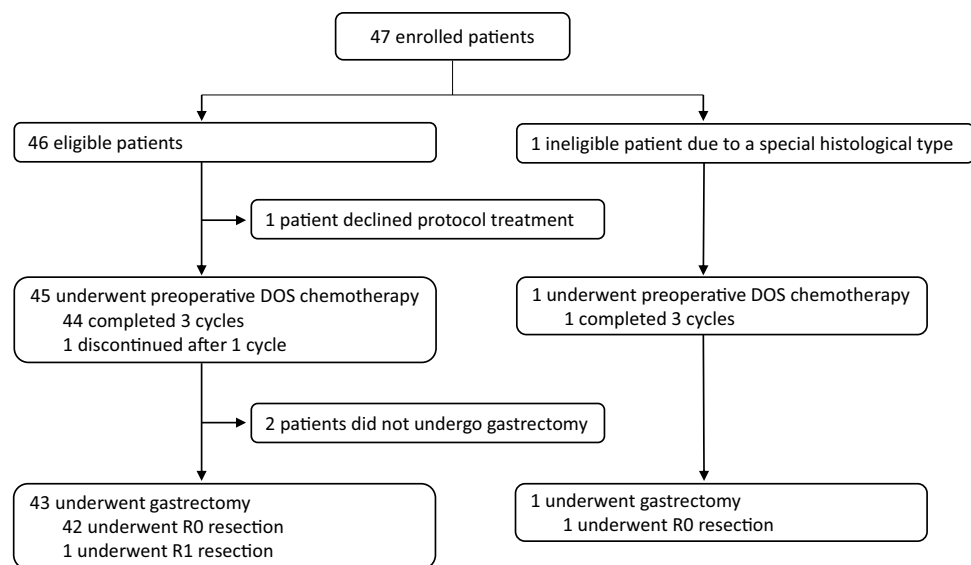 47 enrolled patients
46 eligible patients
1 ineligible patient due to a special histological type
1 patient declined protocol treatment
45 underwent preoperative DOS chemotherapy
44 completed 3 cycles
1 discontinued after 1 cycle
1 underwent preoperative DOS chemotherapy
1 completed 3 cycles
2 patients did not undergo gastrectomy
43 underwent gastrectomy
42 underwent R0 resection
1 underwent R1 resection
1 underwent gastrectomy
1 underwent R0 resection